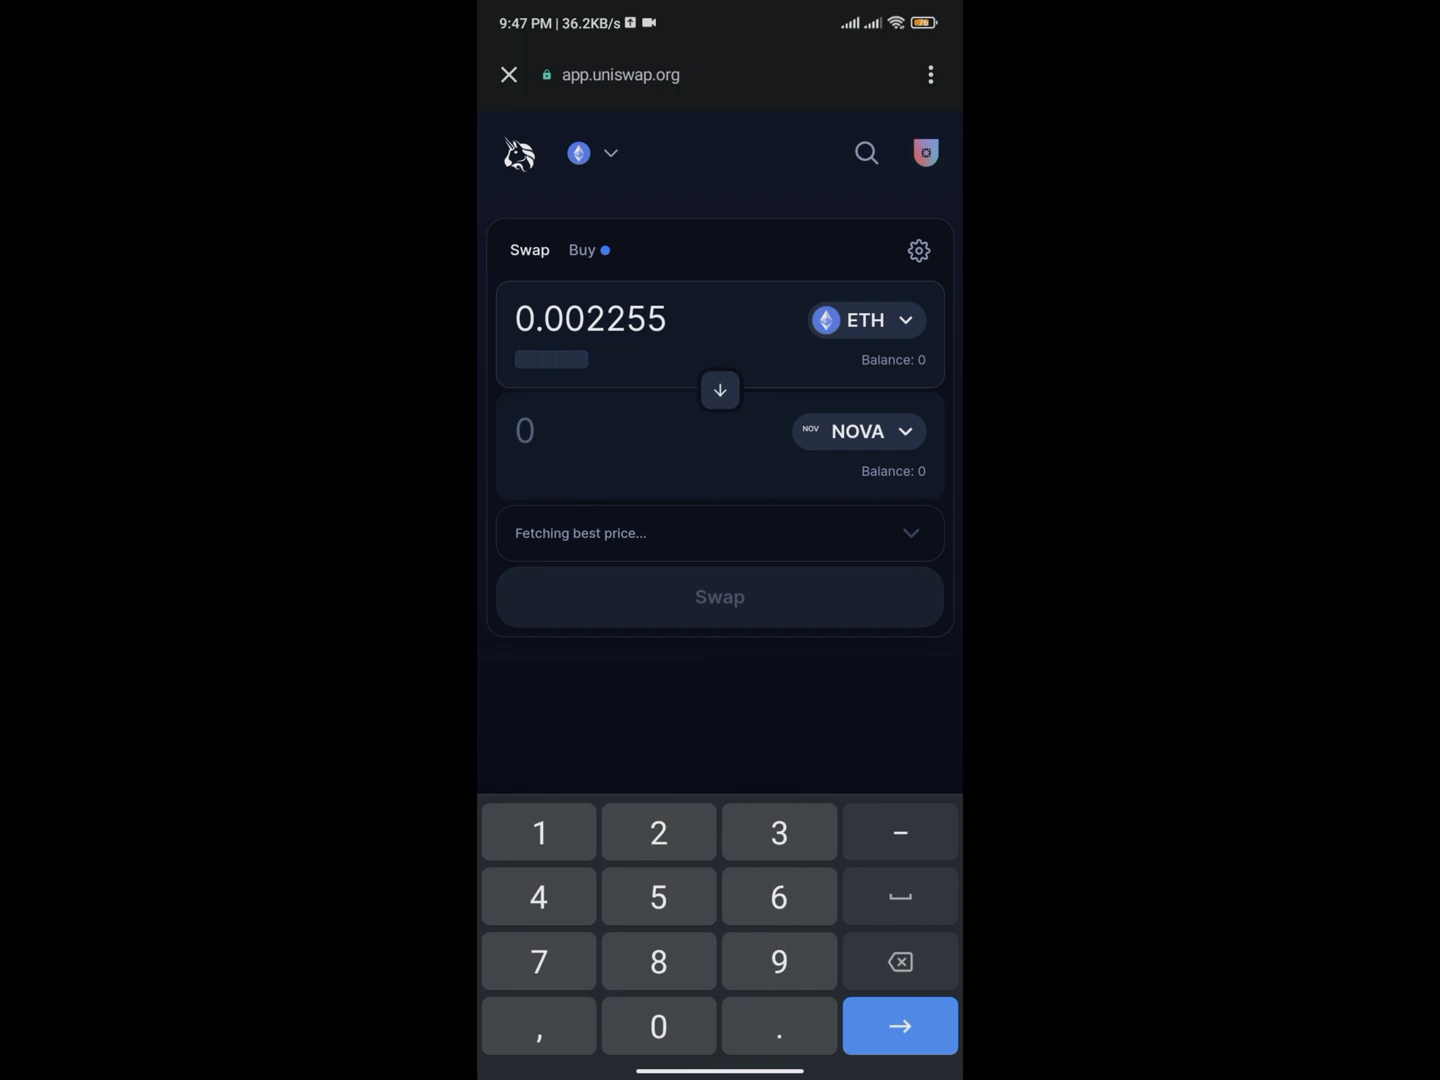 9:47 PM | 36.2KB/s
76
app.uniswap.org
Swap Buy
0.002255 ETH
Balance: 0
0 NOV NOVA
Balance: 0
Fetching best price...
Swap
1 2 3 –
4 5 6
7 8 9
, 0 .